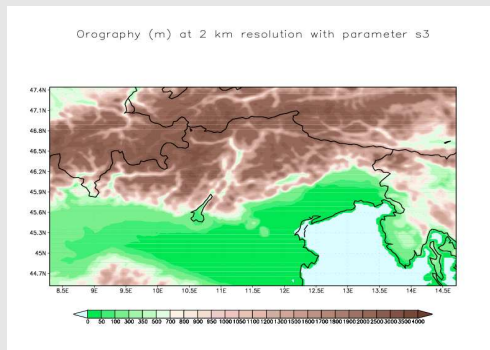 Orography (m) at 2 km resolution with parameter s3
47.4N
47.1N
46.8N
46.5N
46.2N
45.9N
45.6N
45.3N
45N
44.7N
8.5E 9E 9.5E 10E 10.5E 11E 11.5E 12E 12.5E 13E 13.5E 14E 14.5E
0 50 100 300 350 500 700 800 900 950 1000 1050 1100 1200 1300 1500 1600 1700 1800 1900 2000 2500 3000 3500 4000